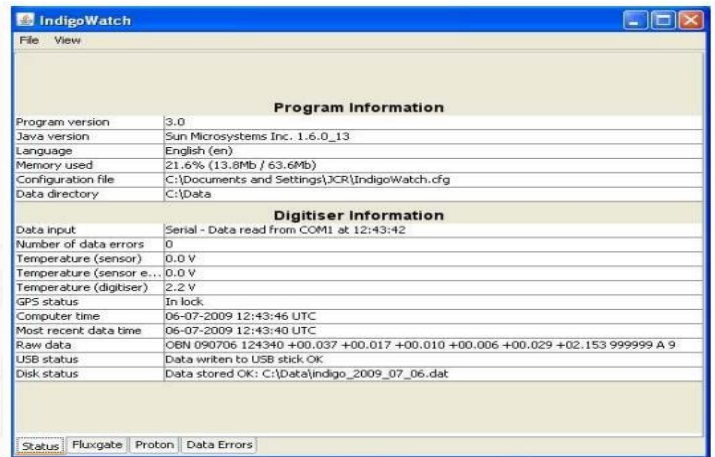 IndigoWatch
File View
Program Information
Program version 3.0
Java version Sun Microsystems Inc. 1.6.0_13
Language English (en)
Memory used 21.6% (13.8Mb / 63.6Mb)
Configuration file C:\Documents and Settings\JCR\IndigoWatch.cfg
Data directory C:\Data
Digitiser Information
Data input Serial - Data read from COM1 at 12:43:42
Number of data errors 0
Temperature (sensor) 0.0 V
Temperature (sensor e... 0.0 V
Temperature (digitiser) 2.2 V
GPS status In lock
Computer time 06-07-2009 12:43:46 UTC
Most recent data time 06-07-2009 12:43:40 UTC
Raw data OBN 090706 124340 +00.037 +00.017 +00.010 +00.006 +00.029 +02.153 999999 A 9
USB status Data writen to USB stick OK
Disk status Data stored OK: C:\Data\indigo_2009_07_06.dat
Status Fluxgate Proton Data Errors